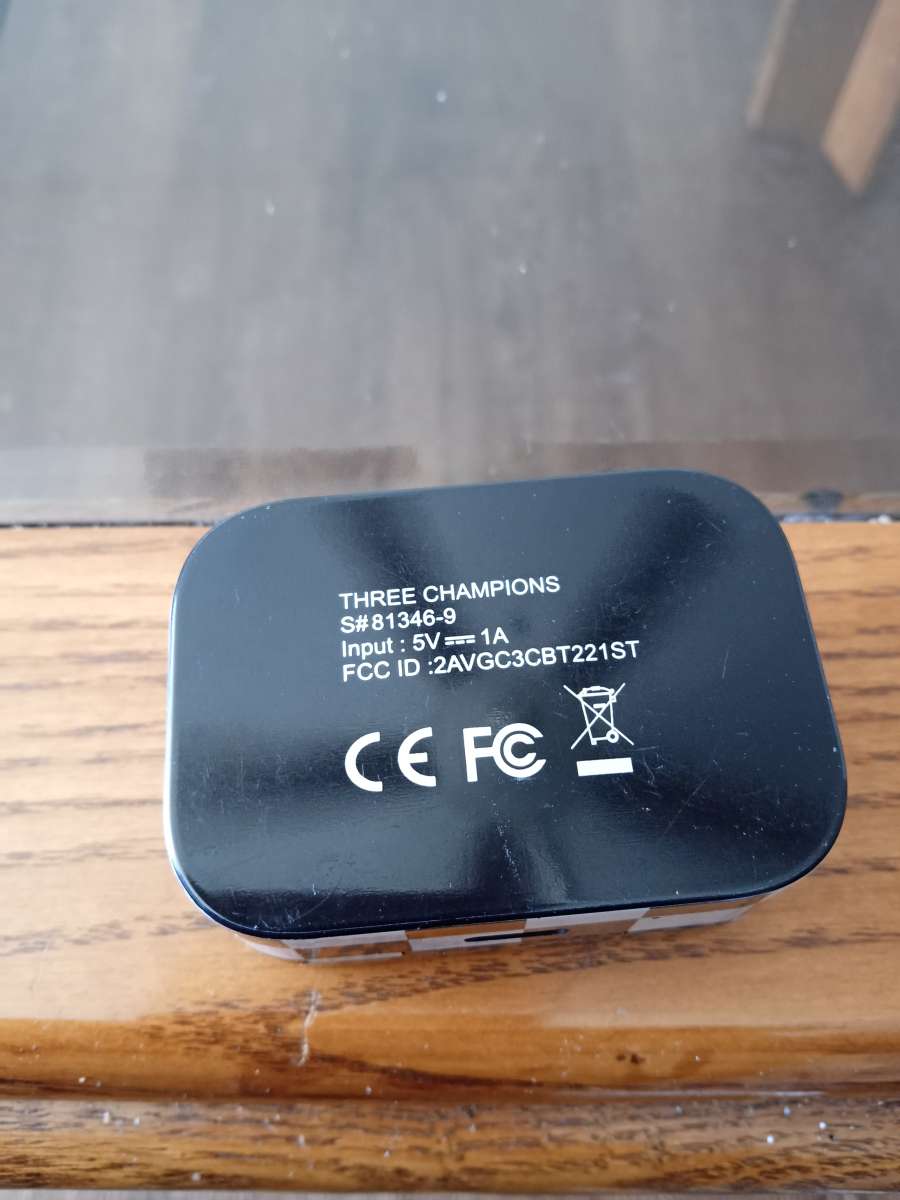 THREE CHAMPIONS
S# 81346-9
Input : 5V⎓1A
FCC ID :2AVGC3CBT221ST
CE FC